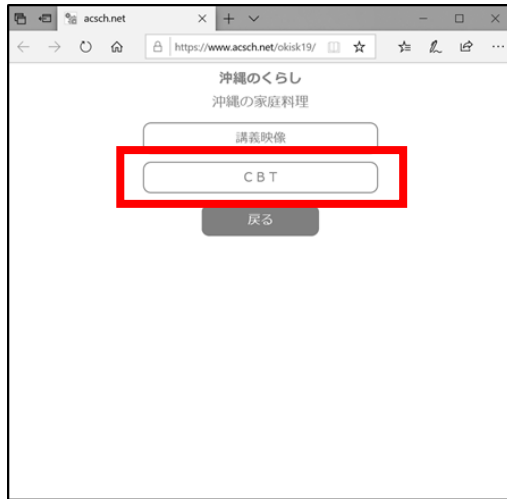 acsch.net
https://www.acsch.net/okisk19/
沖縄のくらし
沖縄の家庭料理
講義映像
ＣＢＴ
戻る